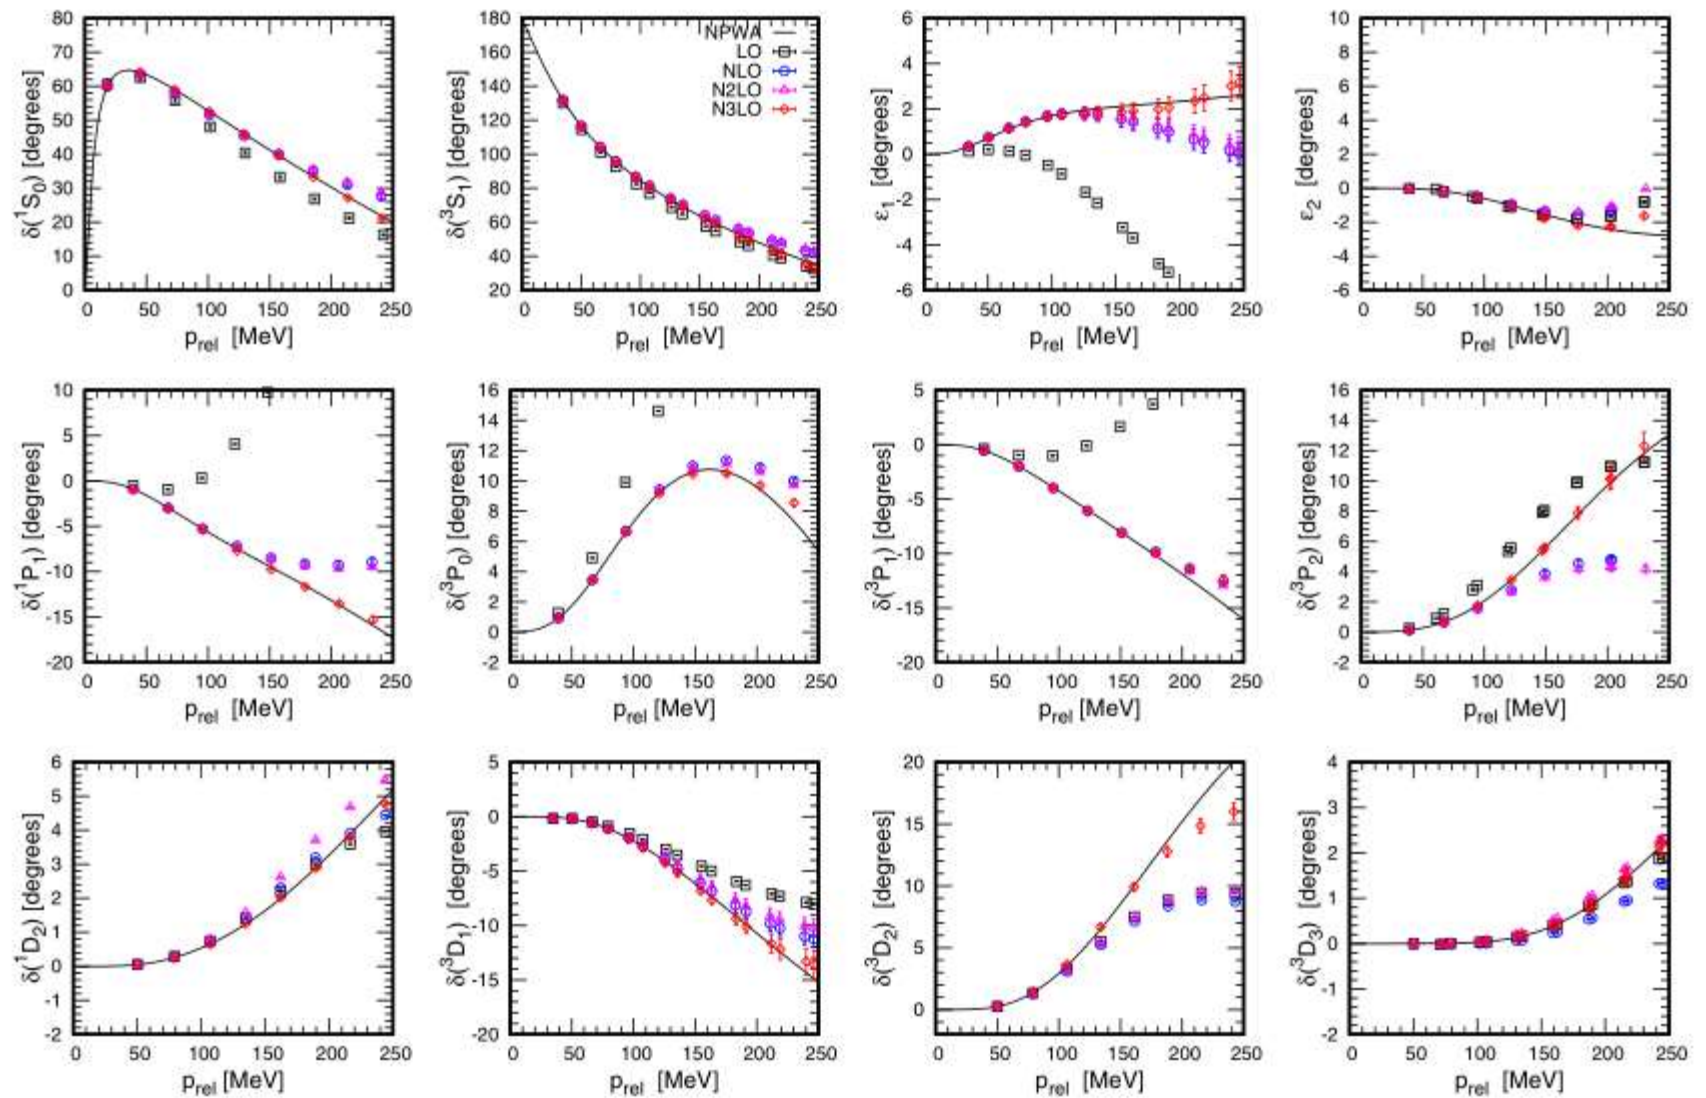 80
70
60
50
40
30
20
10
0
δ(¹S₀) [degrees]
0 50 100 150 200 250
p_rel [MeV]
180
160
140
120
100
80
60
40
20
δ(³S₁) [degrees]
NPWA
LO
NLO
N2LO
N3LO
0 50 100 150 200 250
p_rel [MeV]
6
4
2
0
-2
-4
-6
ε₁ [degrees]
0 50 100 150 200 250
p_rel [MeV]
10
8
6
4
2
0
-2
-4
-6
ε₂ [degrees]
0 50 100 150 200 250
p_rel [MeV]
10
5
0
-5
-10
-15
-20
δ(¹P₁) [degrees]
0 50 100 150 200 250
p_rel [MeV]
16
14
12
10
8
6
4
2
0
-2
δ(³P₀) [degrees]
0 50 100 150 200 250
p_rel [MeV]
5
0
-5
-10
-15
-20
δ(³P₁) [degrees]
0 50 100 150 200 250
p_rel [MeV]
16
14
12
10
8
6
4
2
0
-2
δ(³P₂) [degrees]
0 50 100 150 200 250
p_rel [MeV]
6
5
4
3
2
1
0
-1
-2
δ(¹D₂) [degrees]
0 50 100 150 200 250
p_rel [MeV]
5
0
-5
-10
-15
-20
δ(³D₁) [degrees]
0 50 100 150 200 250
p_rel [MeV]
20
15
10
5
0
δ(³D₂) [degrees]
0 50 100 150 200 250
p_rel [MeV]
4
3
2
1
0
-1
-2
δ(³D₃) [degrees]
0 50 100 150 200 250
p_rel [MeV]